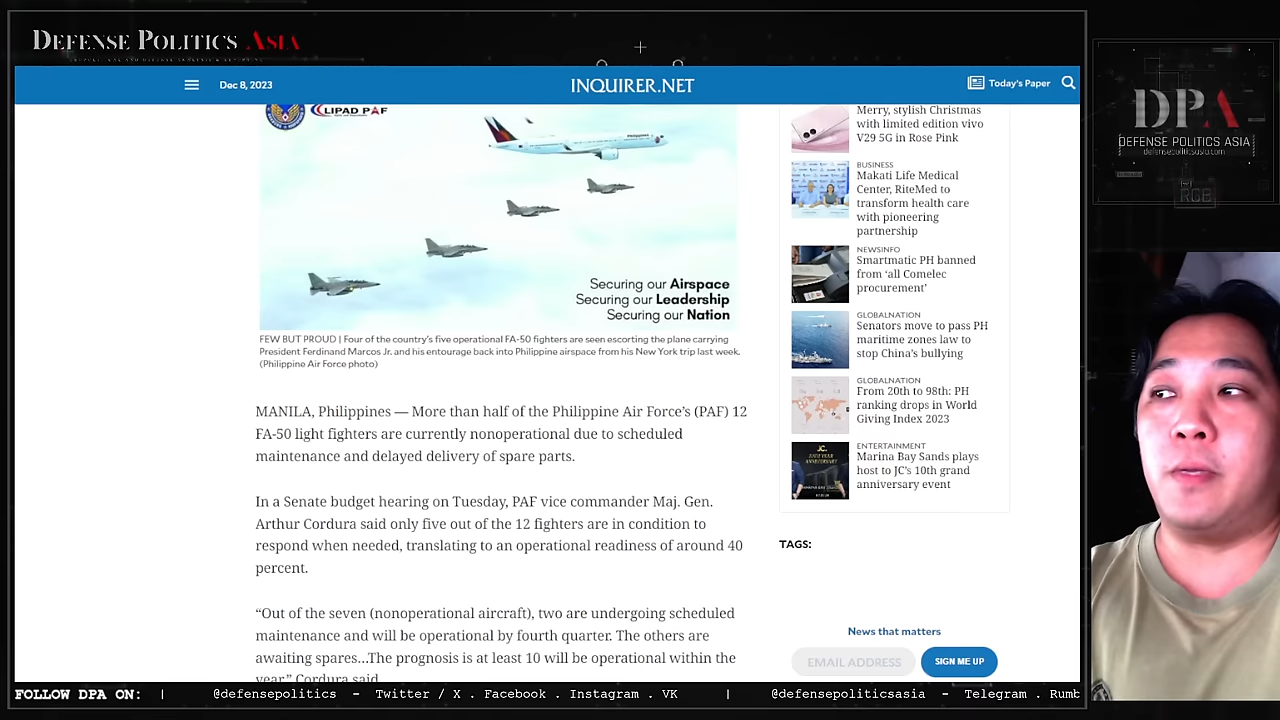 DEFENSE POLITICS ASIA
Dec 8, 2023
INQUIRER.NET
Today's Paper
LIPAD PAF
Philippines
Securing our Airspace
Securing our Leadership
Securing our Nation
FEW BUT PROUD | Four of the country's five operational FA-50 fighters are seen escorting the plane carrying
President Ferdinand Marcos Jr. and his entourage back into Philippine airspace from his New York trip last week.
(Philippine Air Force photo)
MANILA, Philippines — More than half of the Philippine Air Force's (PAF) 12
FA-50 light fighters are currently nonoperational due to scheduled
maintenance and delayed delivery of spare parts.
In a Senate budget hearing on Tuesday, PAF vice commander Maj. Gen.
Arthur Cordura said only five out of the 12 fighters are in condition to
respond when needed, translating to an operational readiness of around 40
percent.
“Out of the seven (nonoperational aircraft), two are undergoing scheduled
maintenance and will be operational by fourth quarter. The others are
awaiting spares…The prognosis is at least 10 will be operational within the
year,” Cordura said.
Merry, stylish Christmas
with limited edition vivo
V29 5G in Rose Pink
BUSINESS
Makati Life Medical
Center, RiteMed to
transform health care
with pioneering
partnership
NEWSINFO
Smartmatic PH banned
from ‘all Comelec
procurement’
GLOBALNATION
Senators move to pass PH
maritime zones law to
stop China's bullying
GLOBALNATION
From 20th to 98th: PH
ranking drops in World
Giving Index 2023
ENTERTAINMENT
Marina Bay Sands plays
host to JC's 10th grand
anniversary event
TAGS:
News that matters
EMAIL ADDRESS
SIGN ME UP
DPA
DEFENSE POLITICS ASIA
defensepoliticsasia.com
FOLLOW DPA ON: | @defensepolitics - Twitter / X . Facebook . Instagram . VK | @defensepoliticsasia - Telegram . Rumb